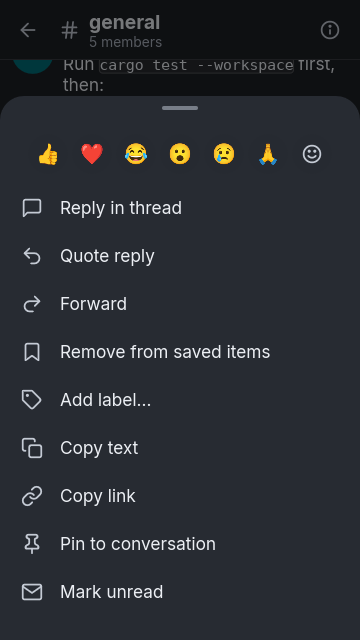 # general
5 members
Run cargo test --workspace first,
then:
Reply in thread
Quote reply
Forward
Remove from saved items
Add label...
Copy text
Copy link
Pin to conversation
Mark unread